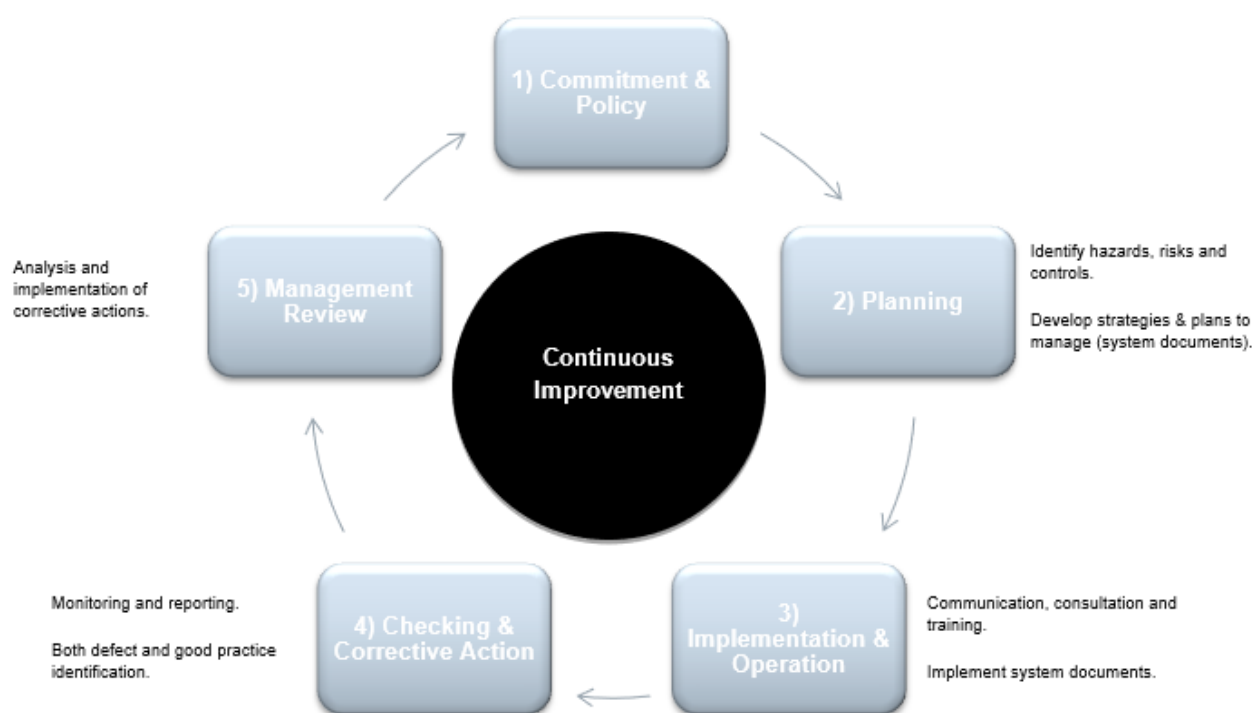 1) Commitment &
Policy
2) Planning
Identify hazards, risks and
controls.
Develop strategies & plans to
manage (system documents).
3)
Implementation &
Operation
Communication, consultation and
training.
Implement system documents.
4) Checking &
Corrective Action
Monitoring and reporting.
Both defect and good practice
identification.
5) Management
Review
Analysis and
implementation of
corrective actions.
Continuous
Improvement